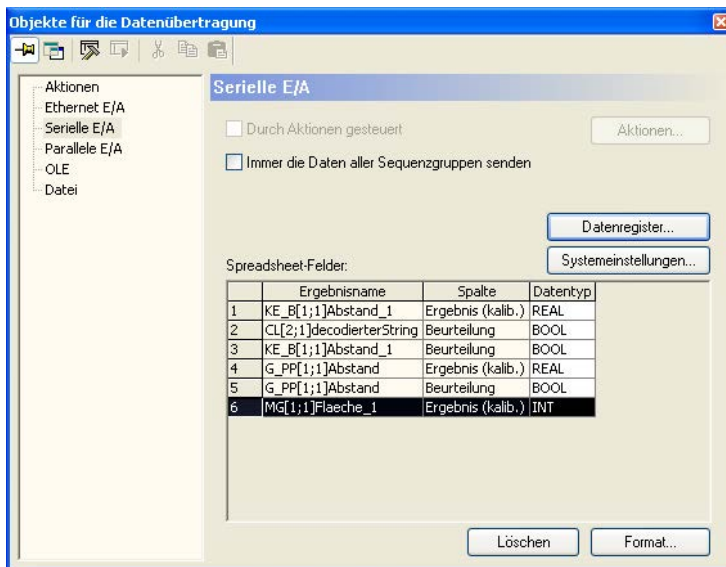 Objekte für die Datenübertragung
Aktionen
Ethernet E/A
Serielle E/A
Parallele E/A
OLE
Datei
Serielle E/A
Durch Aktionen gesteuert
Aktionen...
Immer die Daten aller Sequenzgruppen senden
Datenregister...
Systemeinstellungen...
Spreadsheet-Felder:
Ergebnisname Spalte Datentyp
1 KE_B[1;1]Abstand_1 Ergebnis (kalib.) REAL
2 CL[2;1]decodierterString Beurteilung BOOL
3 KE_B[1;1]Abstand_1 Beurteilung BOOL
4 G_PP[1;1]Abstand Ergebnis (kalib.) REAL
5 G_PP[1;1]Abstand Beurteilung BOOL
6 MG[1;1]Flaeche_1 Ergebnis (kalib.) INT
Löschen
Format...